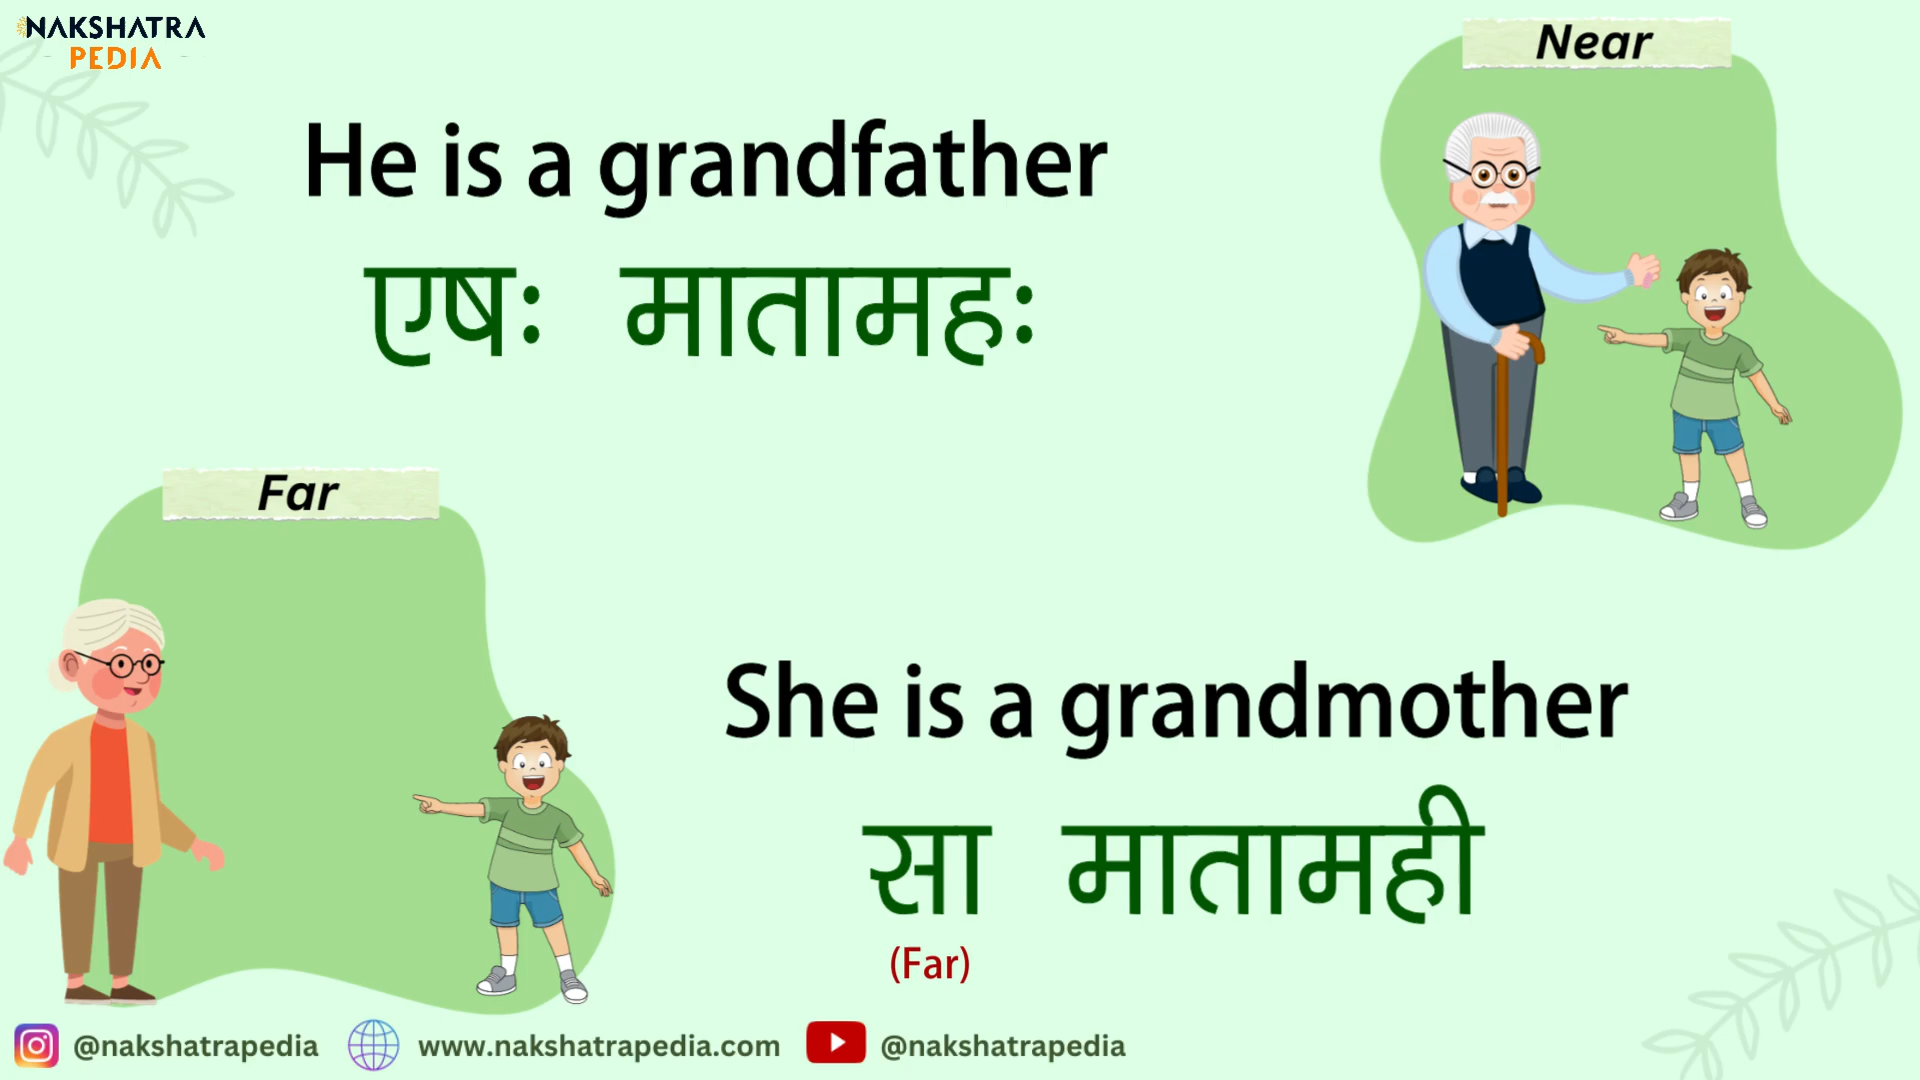 NAKSHATRA
PEDIA
Near
He is a grandfather
एषः मातामहः
Far
She is a grandmother
सा मातामही
(Far)
@nakshatrapedia www.nakshatrapedia.com @nakshatrapedia